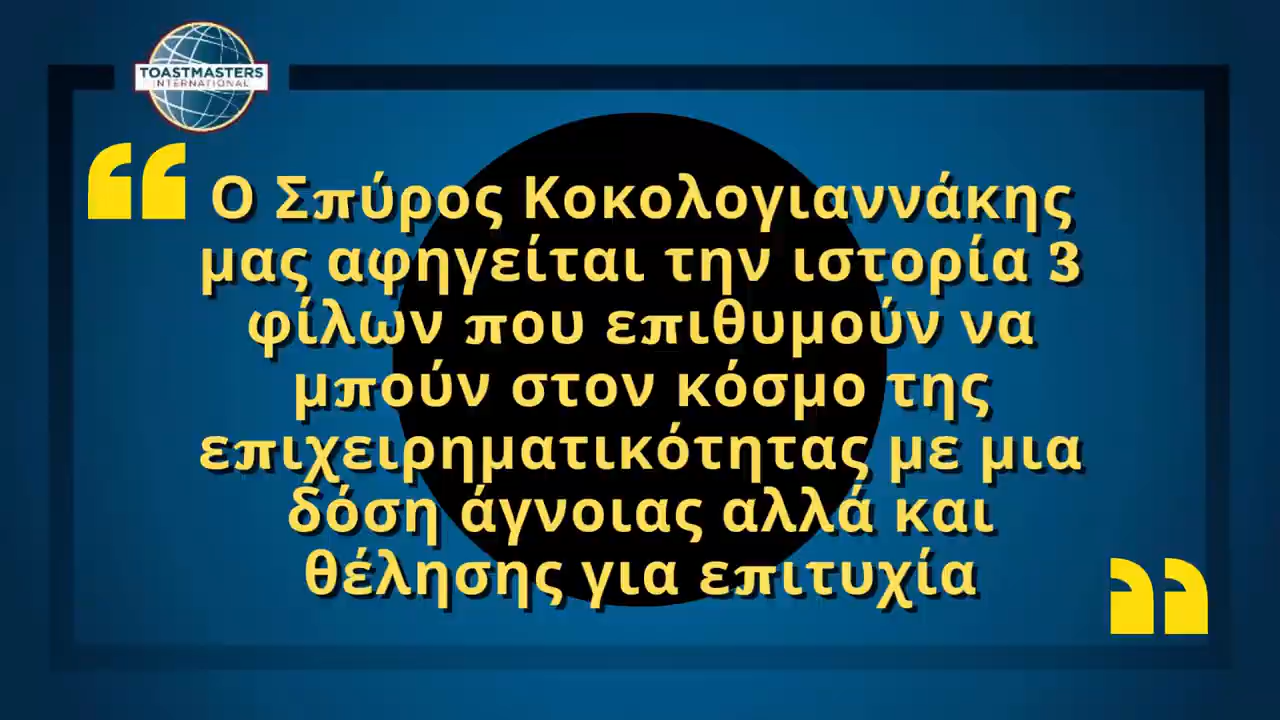 TOASTMASTERS
INTERNATIONAL
“ Ο Σπύρος Κοκολογιαννάκης
μας αφηγείται την ιστορία 3
φίλων που επιθυμούν να
μπούν στον κόσμο της
επιχειρηματικότητας με μια
δόση άγνοιας αλλά και
θέλησης για επιτυχία ”